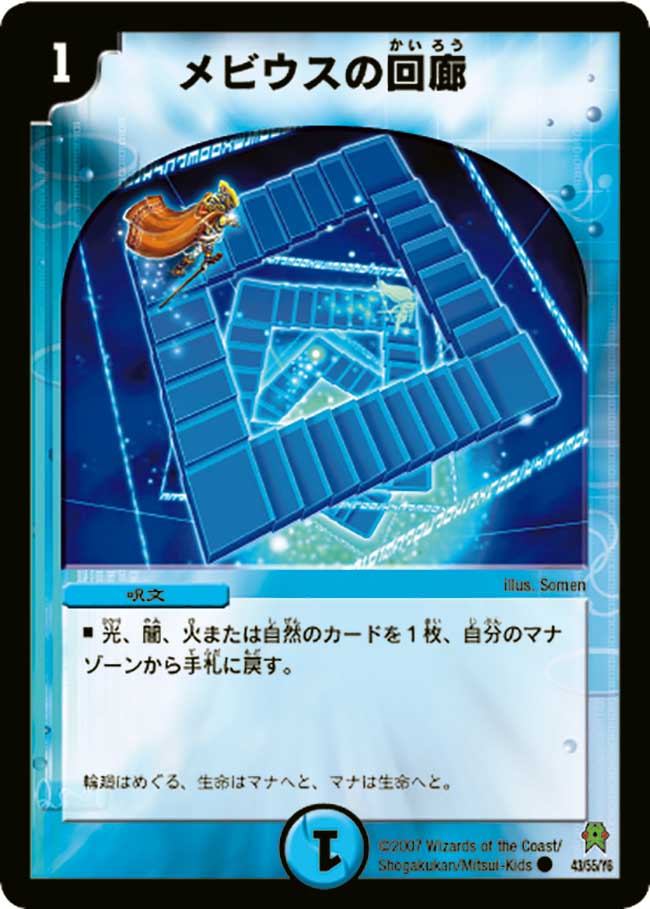 1
かいろう
メビウスの回廊
illus. Somen
呪文
■ 光、闇、火または自然のカードを1枚、自分のマナ
ゾーンから手札に戻す。
輪廻はめぐる、生命はマナへと、マナは生命へと。
1
©2007 Wizards of the Coast/
Shogakukan/Mitsui-Kids ●
43/55/Y6